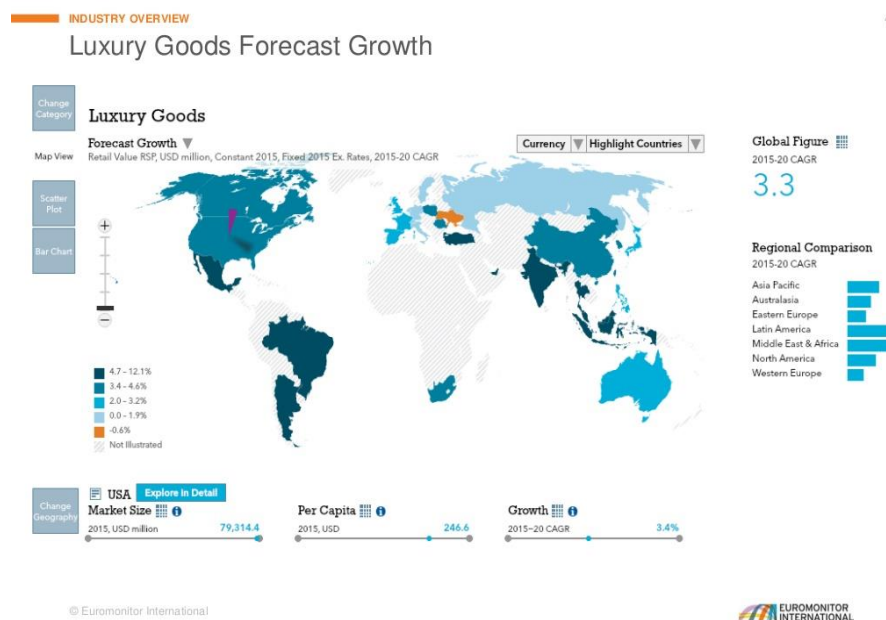 INDUSTRY OVERVIEW
Luxury Goods Forecast Growth
Change
Category
Luxury Goods
Forecast Growth
Currency
Highlight Countries
Retail Value RSP, USD million, Constant 2015, Fixed 2015 Ex. Rates, 2015-20 CAGR
Map View
Scatter
Plot
Bar Chart
Global Figure
2015-20 CAGR
3.3
Regional Comparison
2015-20 CAGR
Asia Pacific
Australasia
Eastern Europe
Latin America
Middle East & Africa
North America
Western Europe
4.7 – 12.1%
3.4 – 4.6%
2.0 – 3.2%
0.0 – 1.9%
-0.6%
Not Illustrated
Change
Geography
USA
Explore in Detail
Market Size
2015, USD million
79,314.4
Per Capita
2015, USD
246.6
Growth
2015–20 CAGR
3.4%
© Euromonitor International
EUROMONITOR
INTERNATIONAL